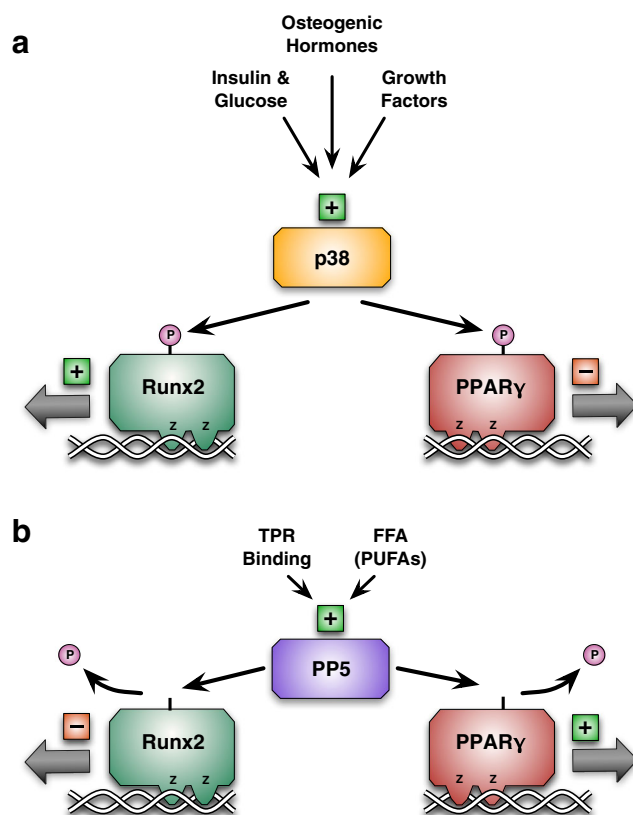 a
Osteogenic
Hormones
Insulin &
Glucose
Growth
Factors
+
p38
P
P
+
Runx2
Z Z
PPARγ
Z Z
−
b
TPR
Binding
FFA
(PUFAs)
+
PP5
P
P
−
Runx2
Z Z
PPARγ
Z Z
+